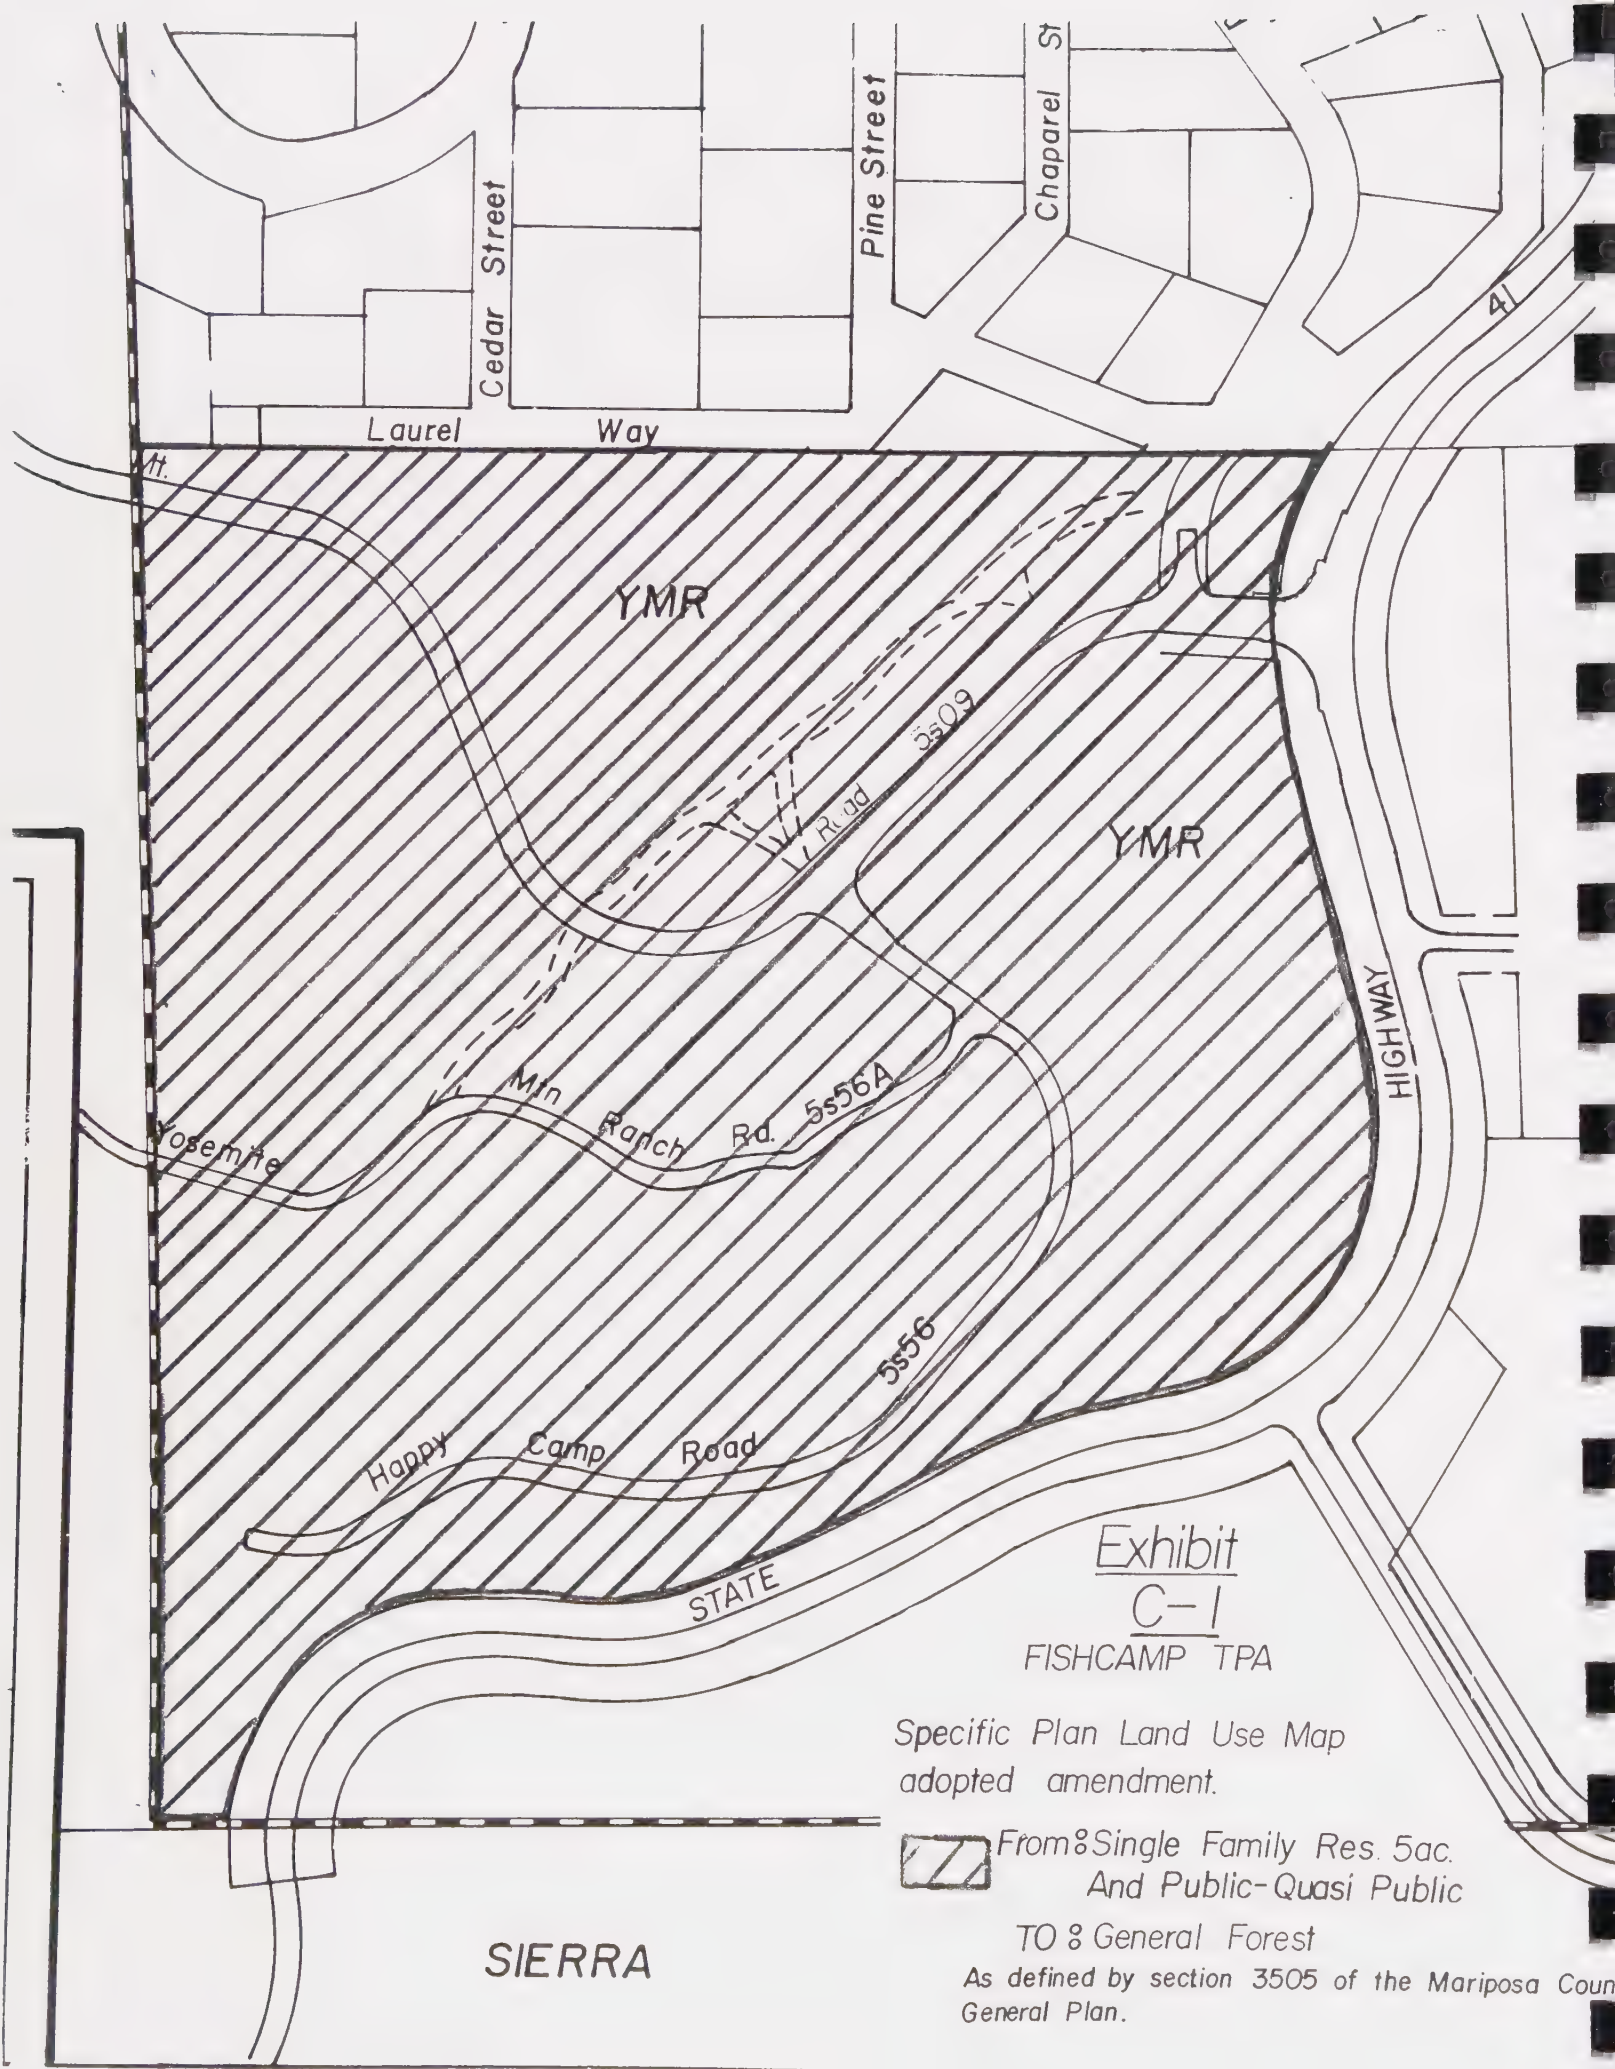 Cedar Street
Pine Street
Chaparel St
41
Laurel Way
YMR
5s09
Road
YMR
HIGHWAY
Yosemite Mtn Ranch Rd. 5s56A
5s56
Happy Camp Road
STATE
Exhibit
C-1
FISHCAMP TPA
Specific Plan Land Use Map
adopted amendment.
From: Single Family Res. 5ac.
And Public-Quasi Public
TO: General Forest
As defined by section 3505 of the Mariposa Coun
General Plan.
SIERRA